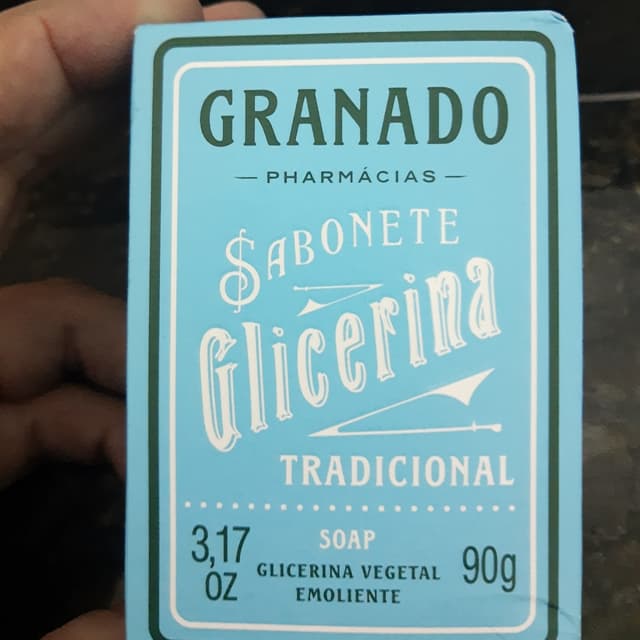 GRANADO
PHARMÁCIAS
SABONETE
Glicerina
TRADICIONAL
3,17 OZ
SOAP
GLICERINA VEGETAL
EMOLIENTE
90g